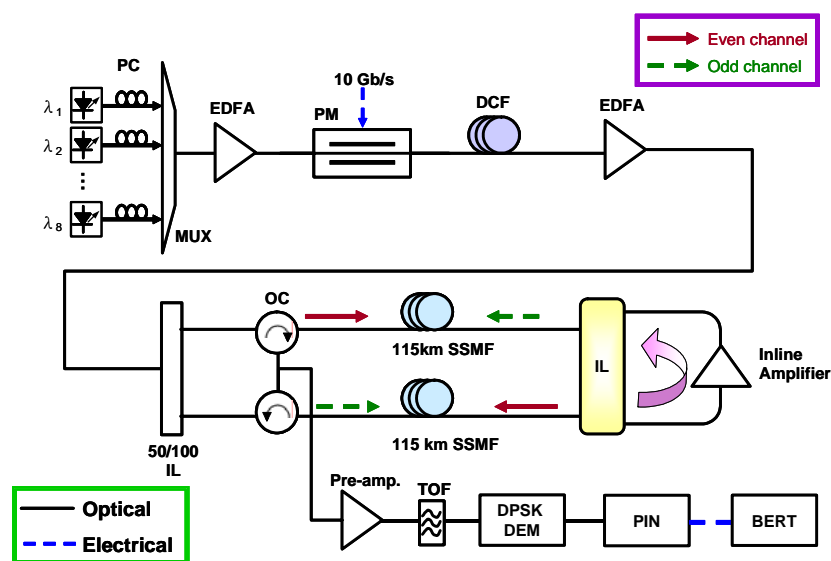 Even channel
Odd channel
PC
10 Gb/s
DCF
EDFA
EDFA
PM
λ1
λ2
...
λ8
MUX
OC
115km SSMF
IL
Inline
Amplifier
115 km SSMF
50/100
IL
Pre-amp.
TOF
Optical
Electrical
DPSK
DEM
PIN
BERT